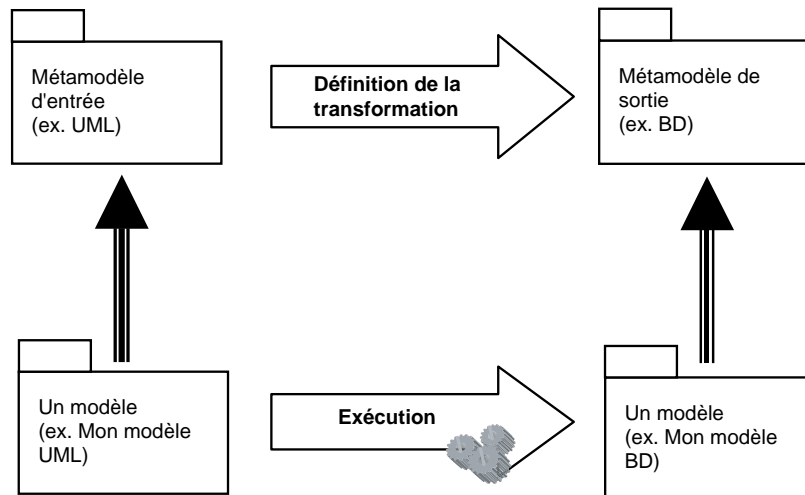 Métamodèle
d'entrée
(ex. UML)
Définition de la
transformation
Métamodèle de
sortie
(ex. BD)
Un modèle
(ex. Mon modèle
UML)
Exécution
Un modèle
(ex. Mon modèle
BD)